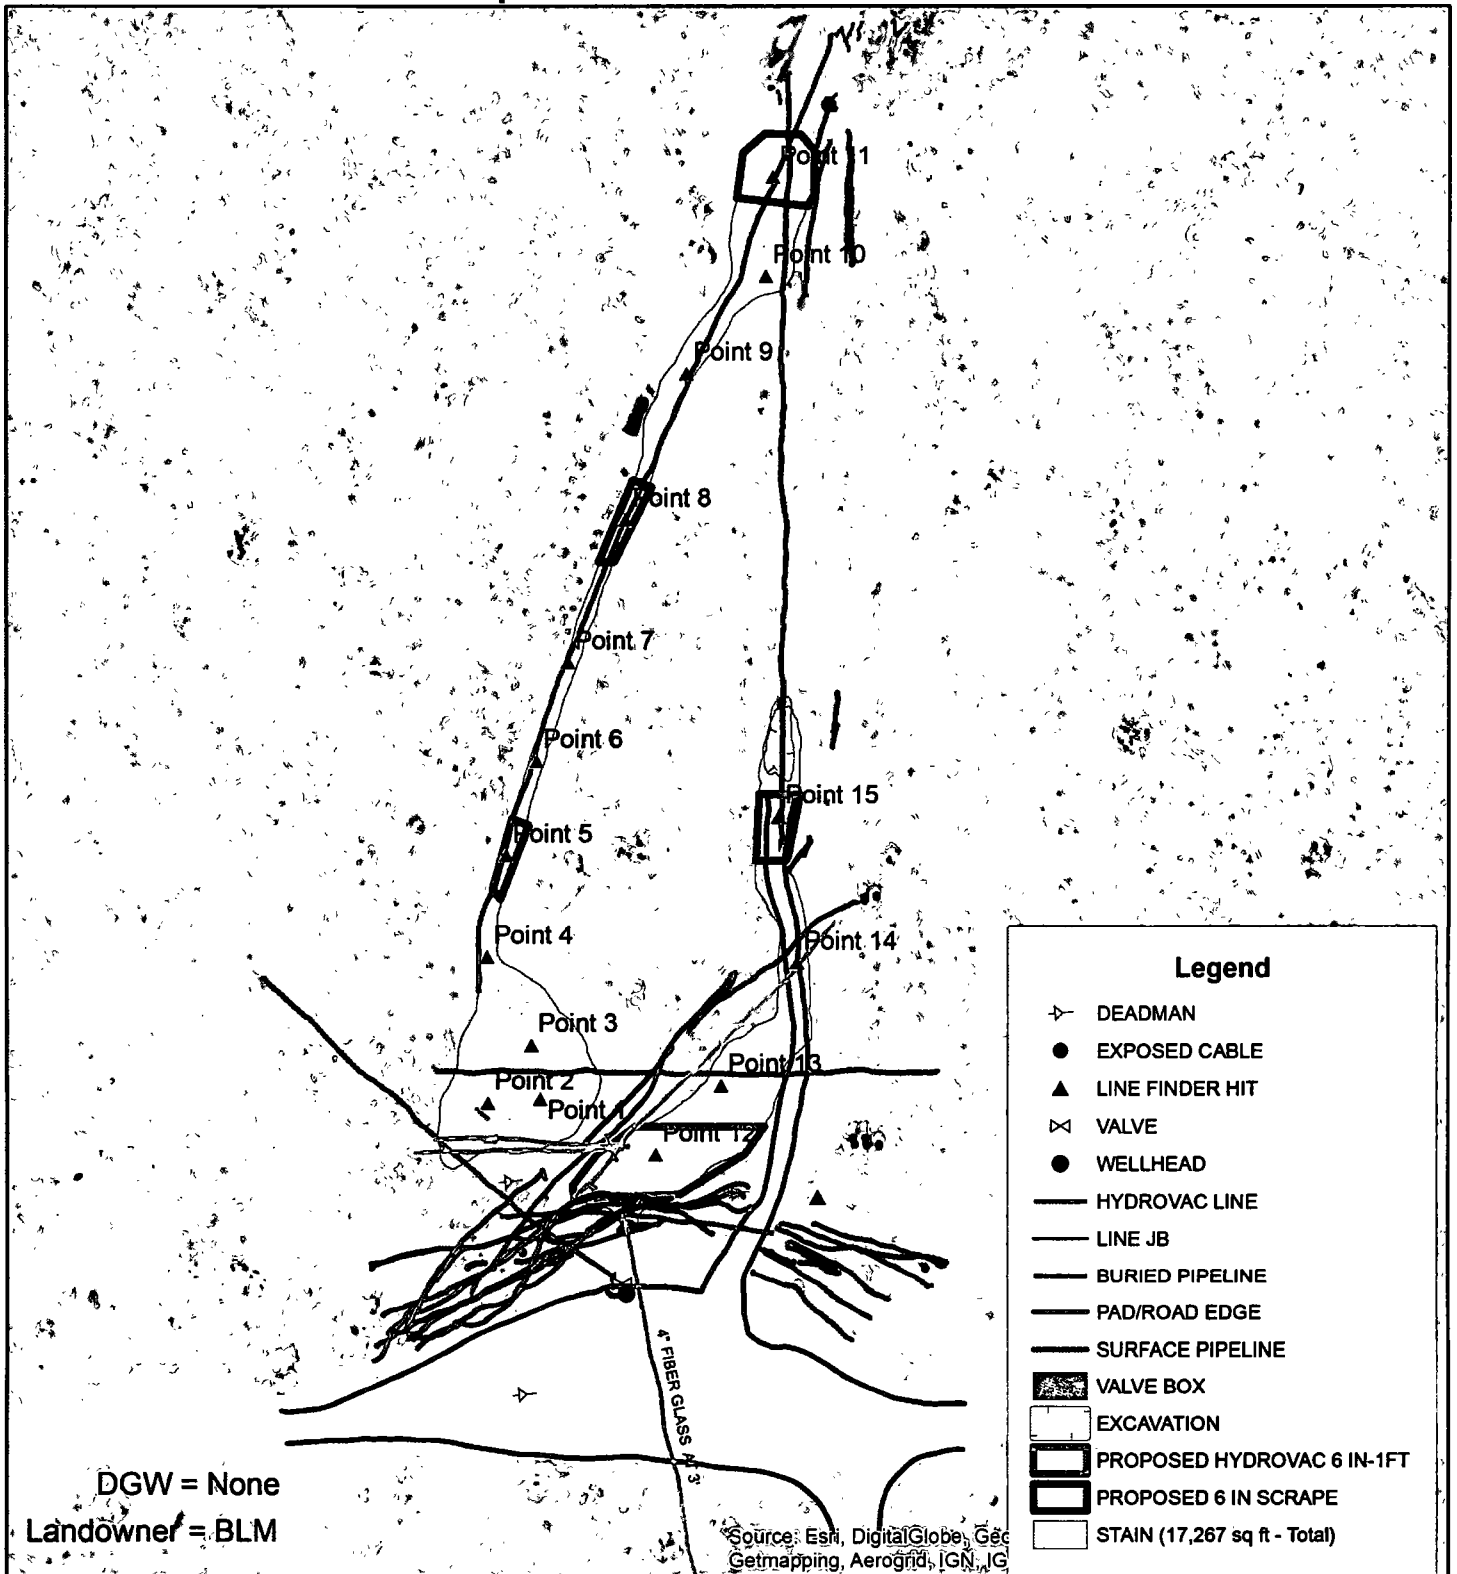 Point 11
Point 10
Point 9
Point 8
Point 7
Point 6
Point 15
Point 5
Point 4
Point 14
Point 3
Point 13
Point 2
Point 1
Point 12
4" FIBER GLASS AT 3'
DGW = None
Landowner = BLM
Source: Esri, DigitalGlobe,
Getmapping, Aerogrid, IGN, IG
Legend
DEADMAN
EXPOSED CABLE
LINE FINDER HIT
VALVE
WELLHEAD
HYDROVAC LINE
LINE JB
BURIED PIPELINE
PAD/ROAD EDGE
SURFACE PIPELINE
VALVE BOX
EXCAVATION
PROPOSED HYDROVAC 6 IN-1FT
PROPOSED 6 IN SCRAPE
STAIN (17,267 sq ft - Total)